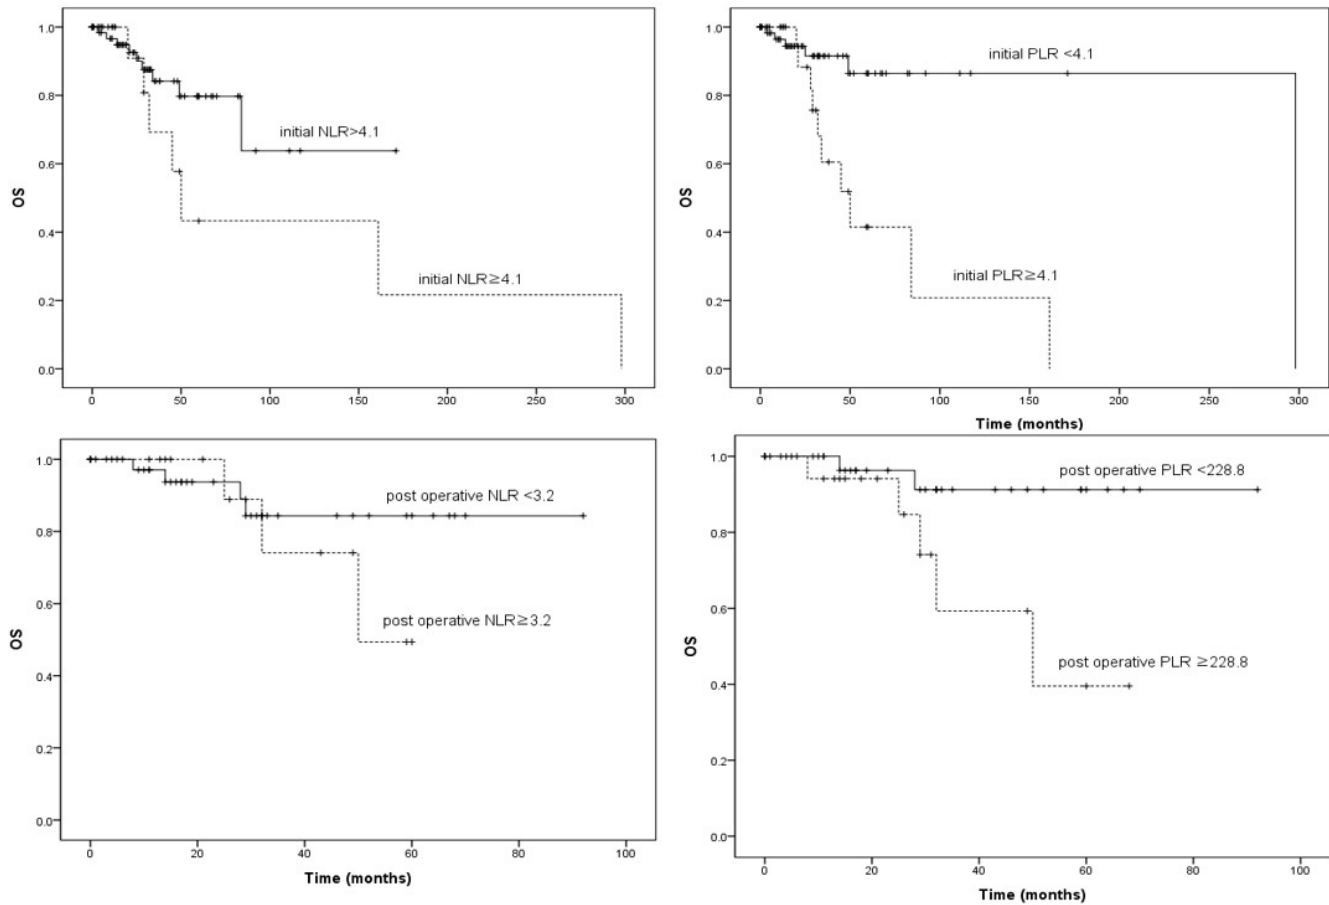 1.0
0.8
0.6
0.4
0.2
0.0
OS
initial NLR>4.1
initial NLR≥4.1
0 50 100 150 200 250 300
1.0
0.8
0.6
0.4
0.2
0.0
OS
initial PLR <4.1
initial PLR≥4.1
0 50 100 150 200 250 300
Time (months)
1.0
0.8
0.6
0.4
0.2
0.0
OS
post operative NLR <3.2
post operative NLR≥3.2
0 20 40 60 80 100
Time (months)
1.0
0.8
0.6
0.4
0.2
0.0
OS
post operative PLR <228.8
post operative PLR ≥228.8
0 20 40 60 80 100
Time (months)